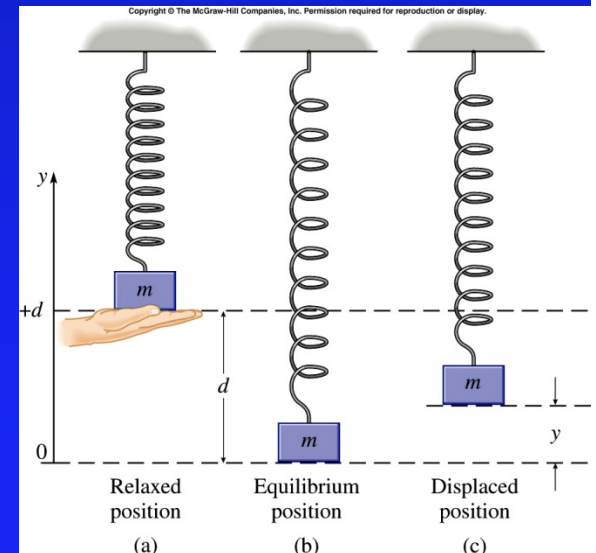 Copyright © The McGraw-Hill Companies, Inc. Permission required for reproduction or display.
y
m
+d
d
m
m
y
0
Relaxed position
Equilibrium position
Displaced position
(a)
(b)
(c)